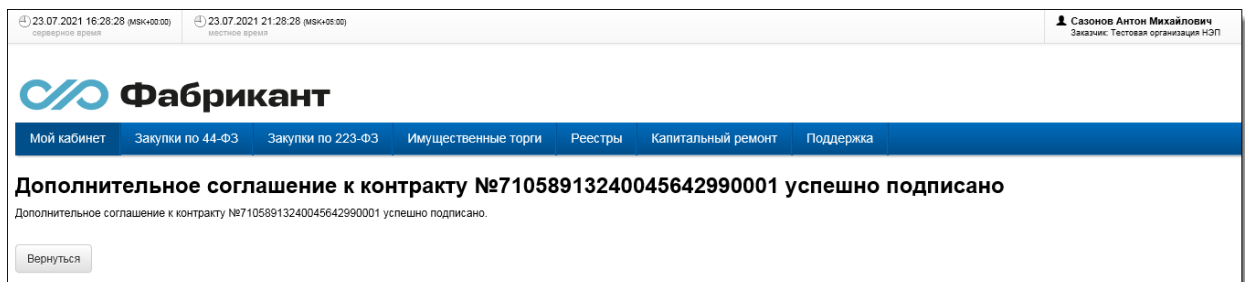 23.07.2021 16:28:28 (MSK+00:00)
серверное время
23.07.2021 21:28:28 (MSK+05:00)
местное время
Сазонов Антон Михайлович
Заказчик: Тестовая организация НЭП
Фабрикант
Мой кабинет Закупки по 44-ФЗ Закупки по 223-ФЗ Имущественные торги Реестры Капитальный ремонт Поддержка
Дополнительное соглашение к контракту №71058913240045642990001 успешно подписано
Дополнительное соглашение к контракту №71058913240045642990001 успешно подписано.
Вернуться